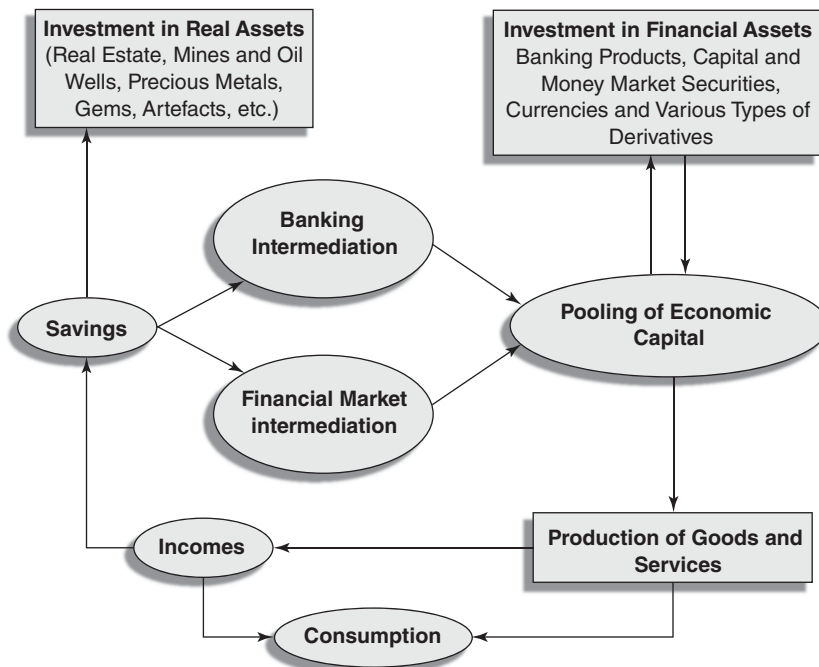 Investment in Real Assets
(Real Estate, Mines and Oil
Wells, Precious Metals,
Gems, Artefacts, etc.)
Investment in Financial Assets
Banking Products, Capital and
Money Market Securities,
Currencies and Various Types of
Derivatives
Banking
Intermediation
Savings
Pooling of Economic
Capital
Financial Market
intermediation
Incomes
Production of Goods and
Services
Consumption